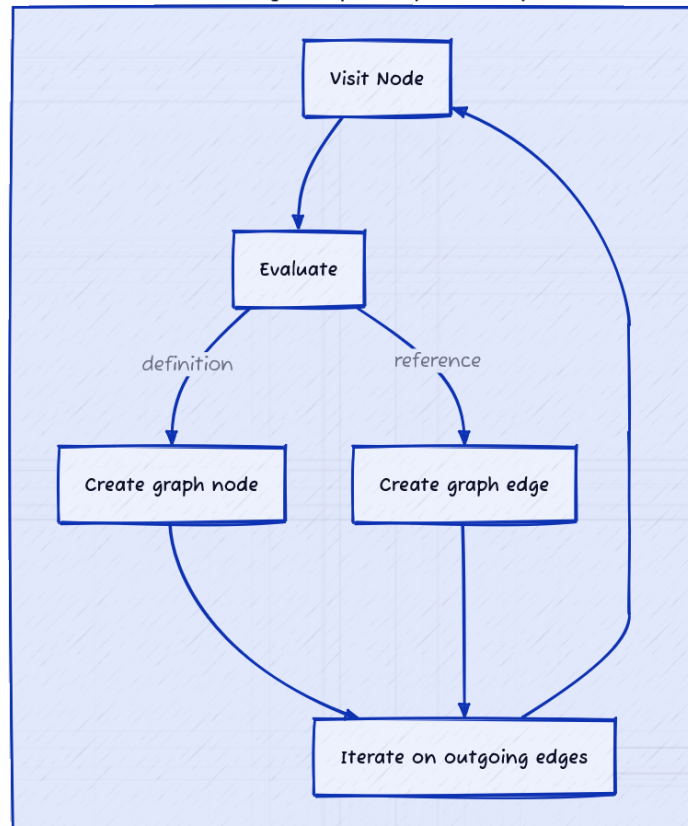 Visit Node
Evaluate
definition
reference
Create graph node
Create graph edge
Iterate on outgoing edges